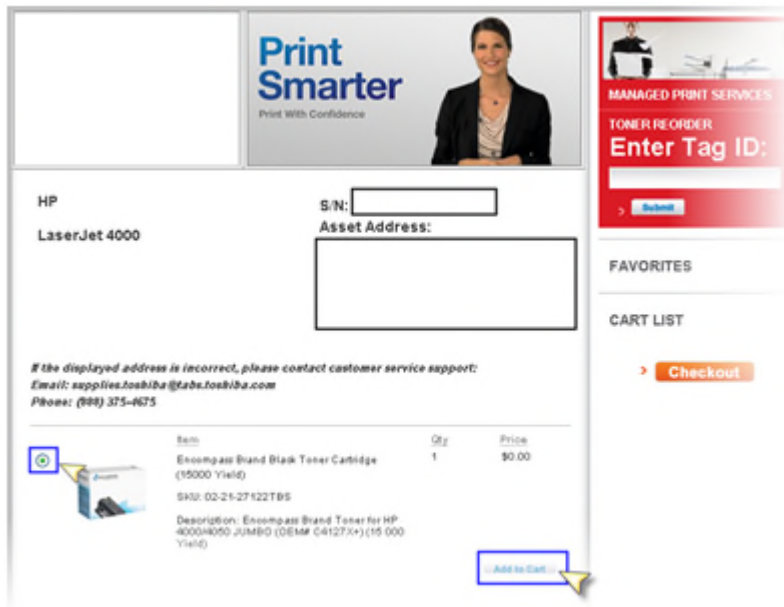 Print
Smarter
Print With Confidence
MANAGED PRINT SERVICES
TONER REORDER
Enter Tag ID:
Submit
HP
S/N:
LaserJet 4000
Asset Address:
FAVORITES
CART LIST
Checkout
If the displayed address is incorrect, please contact customer service support:
Email: supplies.toshiba@tabs.toshiba.com
Phone: (888) 375-4675
Item Qty Price
Encompass Brand Black Toner Cartridge 1 $0.00
(15000 Yield)
SKU: 02-21-27122TBS
Description: Encompass Brand Toner for HP
4000/4050 JUMBO (OEM# C4127X+) (15 000
Yield)
Add to Cart